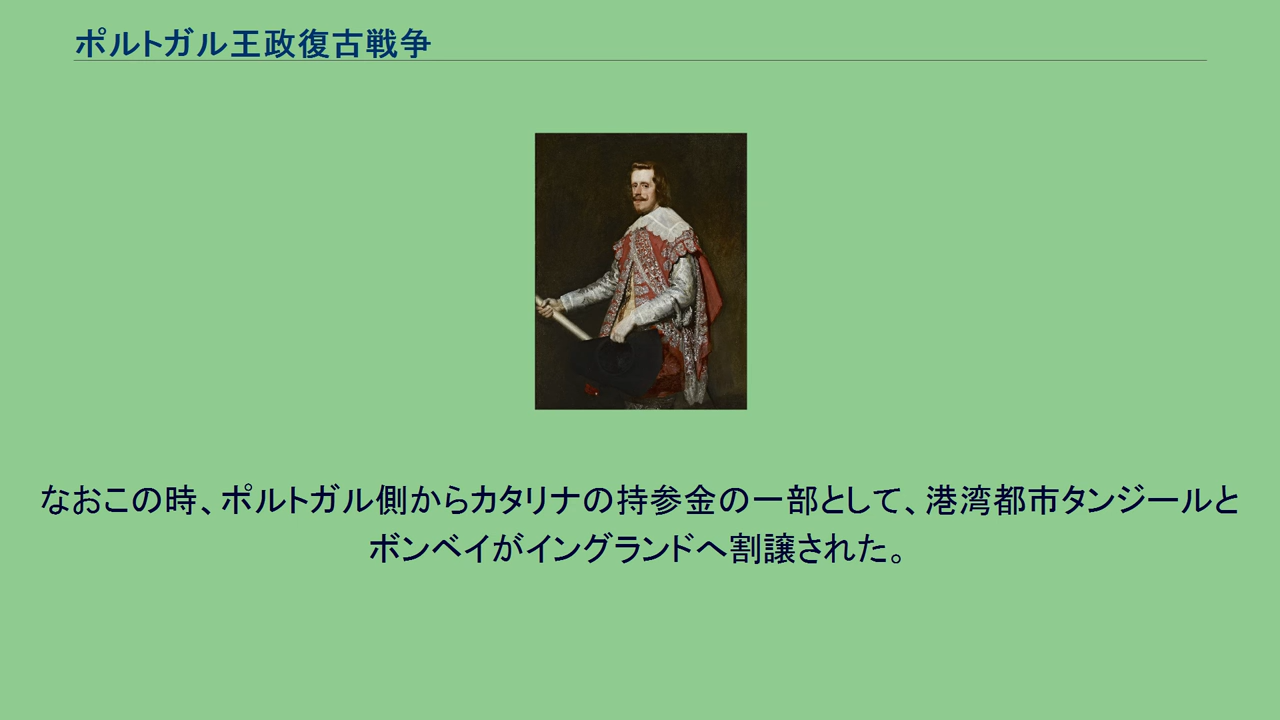 ポルトガル王政復古戦争
なおこの時、ポルトガル側からカタリナの持参金の一部として、港湾都市タンジールと
ボンベイがイングランドへ割譲された。